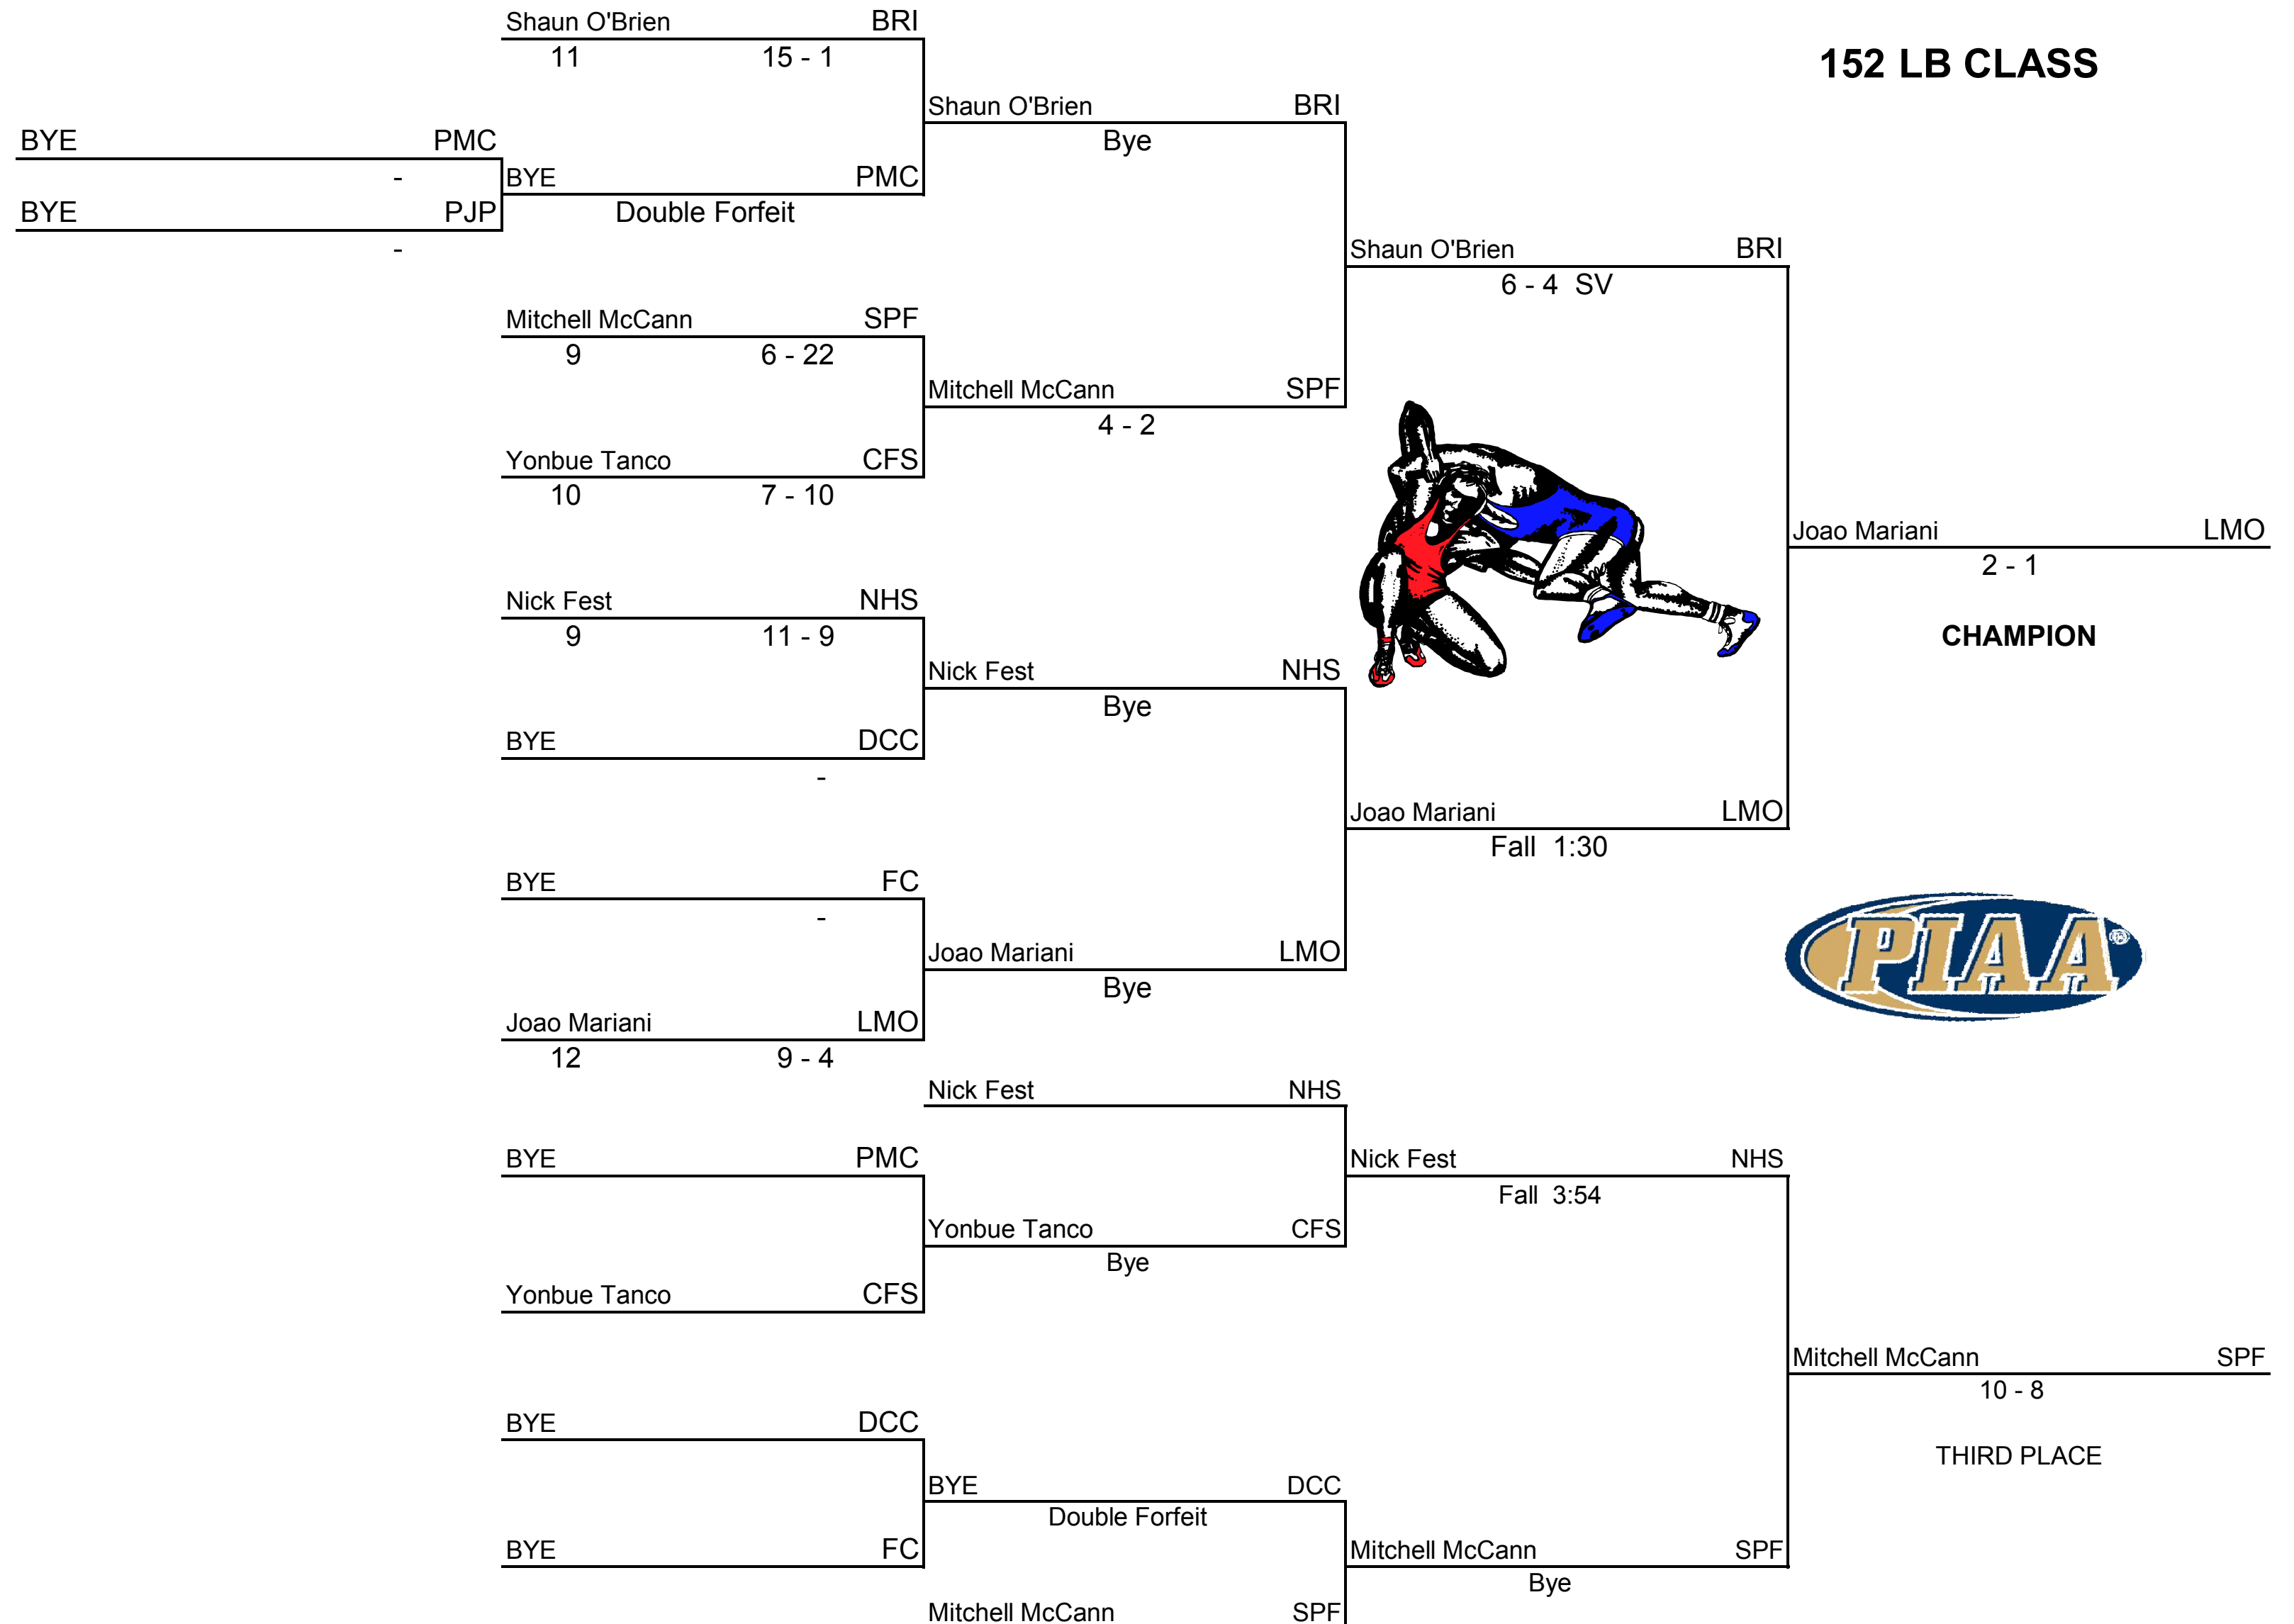 Shaun O'Brien BRI
11 15 - 1
152 LB CLASS
Shaun O'Brien BRI
Bye
BYE PMC
-
BYE PMC
Double Forfeit
BYE PJP
-
Shaun O'Brien BRI
6 - 4 SV
Mitchell McCann SPF
9 6 - 22
Mitchell McCann SPF
4 - 2
Yonbue Tanco CFS
10 7 - 10
Joao Mariani LMO
2 - 1
CHAMPION
Nick Fest NHS
9 11 - 9
Nick Fest NHS
Bye
BYE DCC
-
Joao Mariani LMO
Fall 1:30
BYE FC
-
PIAA®
Joao Mariani LMO
Bye
Joao Mariani LMO
12 9 - 4
Nick Fest NHS
BYE PMC
Nick Fest NHS
Fall 3:54
Yonbue Tanco CFS
Bye
Yonbue Tanco CFS
Mitchell McCann SPF
10 - 8
THIRD PLACE
BYE DCC
BYE DCC
Double Forfeit
BYE FC
Mitchell McCann SPF
Bye
Mitchell McCann SPF